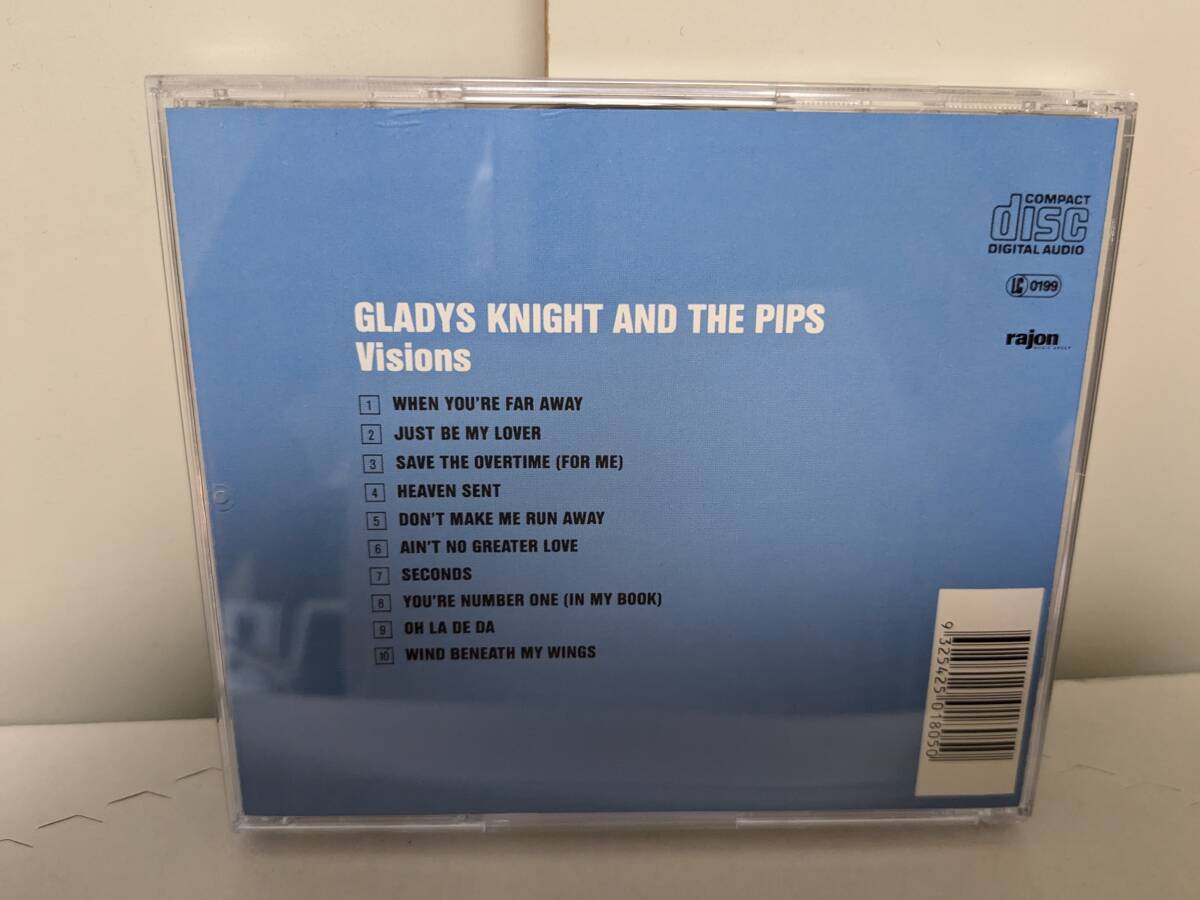 COMPACT
disc
DIGITAL AUDIO
LC 0199
rajon
GLADYS KNIGHT AND THE PIPS
Visions
1 WHEN YOU'RE FAR AWAY
2 JUST BE MY LOVER
3 SAVE THE OVERTIME (FOR ME)
4 HEAVEN SENT
5 DON'T MAKE ME RUN AWAY
6 AIN'T NO GREATER LOVE
7 SECONDS
8 YOU'RE NUMBER ONE (IN MY BOOK)
9 OH LA DE DA
10 WIND BENEATH MY WINGS
9 325425 018050